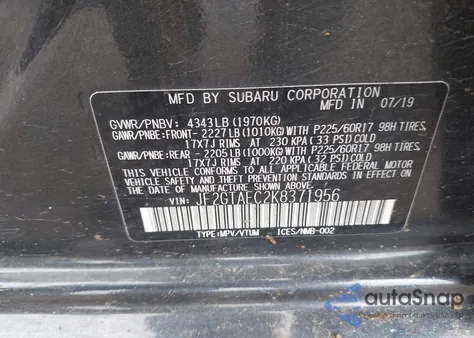 MFD. BY SUBARU CORPORATION IN 07/19
GVWR/PNBV: 4343LB (1970KG)
GAWR/PNBE:FRONT- 2227LB(1010KG)WITH P225/60R17 98H TIRES,
17X7J RIMS AT 230 KPA (33 PSI) COLD
GAWR/PNBE:REAR - 2205LB(1000KG)WITH P225/60R17 98H TIRES,
17X7J RIMS AT 220 KPA (32 PSI) COLD
THIS VEHICLE CONFORMS TO ALL APPLICABLE
FEDERAL MOTOR VEHICLE SAFETY, BUMPER,
AND THEFT PREVENTION STANDARDS IN EFFECT ON
THE DATE OF MANUFACTURE SHOWN ABOVE.
VIN: JF2GTAEC2K8371956
TYPE:MPV/VTUM ICES/NMB-002
autoSnap